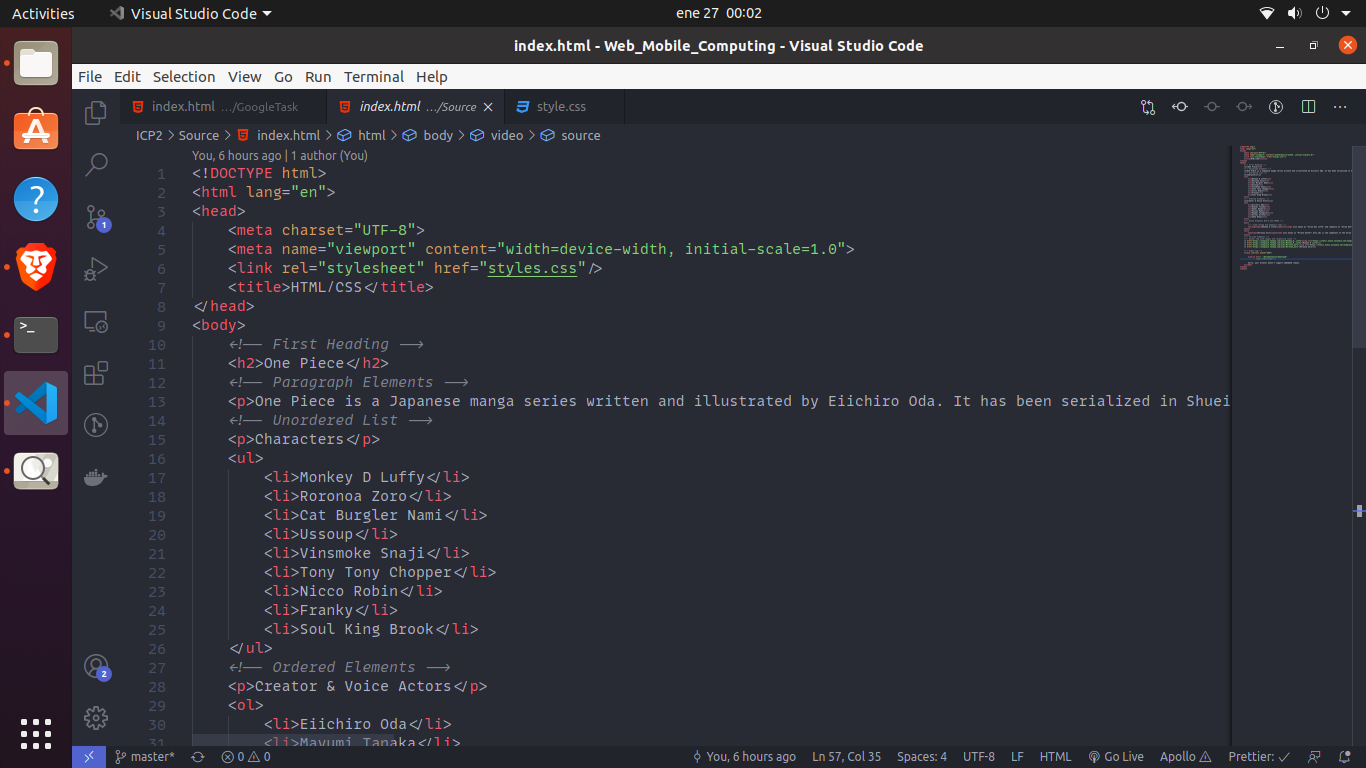 Activities Visual Studio Code ene 27 00:02
index.html - Web_Mobile_Computing - Visual Studio Code
File Edit Selection View Go Run Terminal Help
index.html .../GoogleTask index.html .../Source style.css
ICP2 > Source > index.html > html > body > video > source
You, 6 hours ago | 1 author (You)
1 <!DOCTYPE html>
2 <html lang="en">
3 <head>
4 <meta charset="UTF-8">
5 <meta name="viewport" content="width=device-width, initial-scale=1.0">
6 <link rel="stylesheet" href="styles.css"/>
7 <title>HTML/CSS</title>
8 </head>
9 <body>
10 <!-- First Heading -->
11 <h2>One Piece</h2>
12 <!-- Paragraph Elements -->
13 <p>One Piece is a Japanese manga series written and illustrated by Eiichiro Oda. It has been serialized in Shuei
14 <!-- Unordered List -->
15 <p>Characters</p>
16 <ul>
17 <li>Monkey D Luffy</li>
18 <li>Roronoa Zoro</li>
19 <li>Cat Burgler Nami</li>
20 <li>Ussoup</li>
21 <li>Vinsmoke Snaji</li>
22 <li>Tony Tony Chopper</li>
23 <li>Nicco Robin</li>
24 <li>Franky</li>
25 <li>Soul King Brook</li>
26 </ul>
27 <!-- Ordered Elements -->
28 <p>Creator & Voice Actors</p>
29 <ol>
30 <li>Eiichiro Oda</li>
31 <li>Mayumi Tanaka</li>
1
2
master* 0 0 You, 6 hours ago Ln 57, Col 35 Spaces: 4 UTF-8 LF HTML Go Live Apollo Prettier: